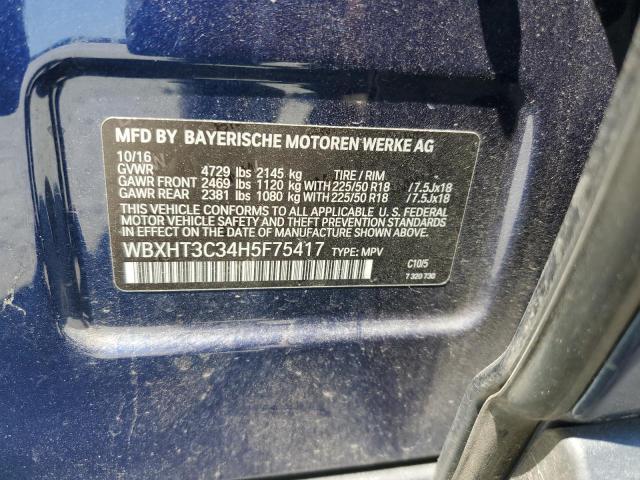 MFD BY BAYERISCHE MOTOREN WERKE AG
10/16
GVWR 4729 lbs 2145 kg TIRE / RIM
GAWR FRONT 2469 lbs 1120 kg WITH 225/50 R18 /7.5Jx18
GAWR REAR 2381 lbs 1080 kg WITH 225/50 R18 /7.5Jx18
THIS VEHICLE CONFORMS TO ALL APPLICABLE U. S. FEDERAL
MOTOR VEHICLE SAFETY AND THEFT PREVENTION STANDARDS
IN EFFECT ON DATE OF MANUFACTURE SHOWN ABOVE.
WBXHT3C34H5F75417 TYPE: MPV
C10/5
7 320 730